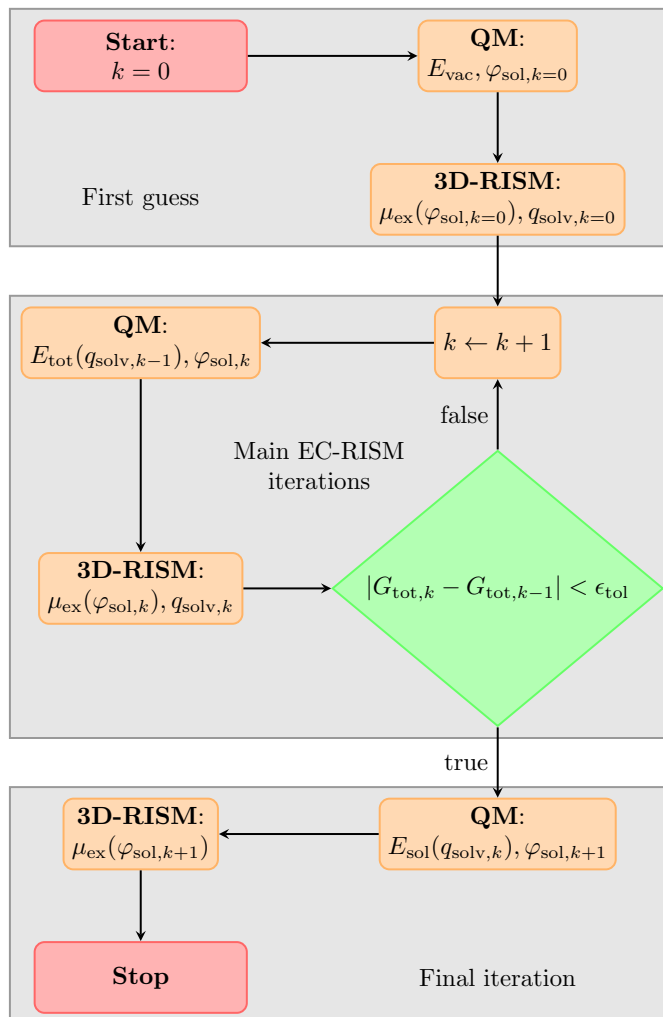 Start:
k = 0
QM:
E_vac, φ_sol,k=0
3D-RISM:
μ_ex(φ_sol,k=0), q_solv,k=0
First guess
k ← k + 1
QM:
E_tot(q_solv,k−1), φ_sol,k
false
Main EC-RISM
iterations
3D-RISM:
μ_ex(φ_sol,k), q_solv,k
|G_tot,k − G_tot,k−1| < ϵ_tol
true
QM:
E_sol(q_solv,k), φ_sol,k+1
3D-RISM:
μ_ex(φ_sol,k+1)
Stop
Final iteration